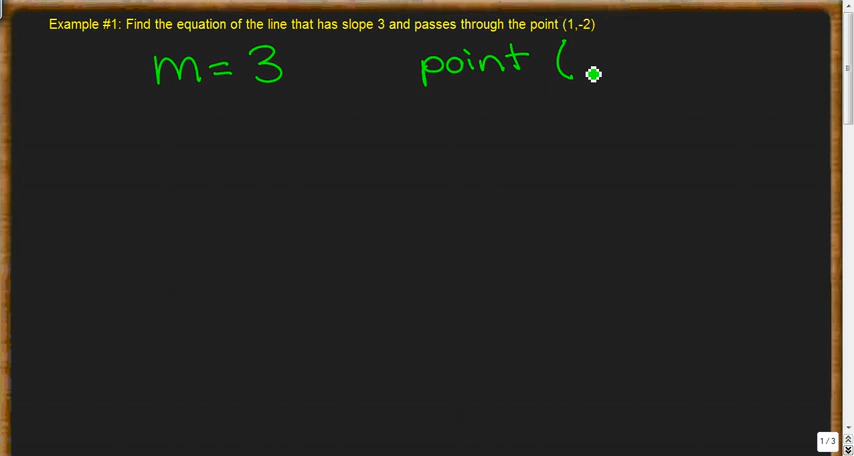 Example #1: Find the equation of the line that has slope 3 and passes through the point (1,-2)
m = 3 point (
1 / 3